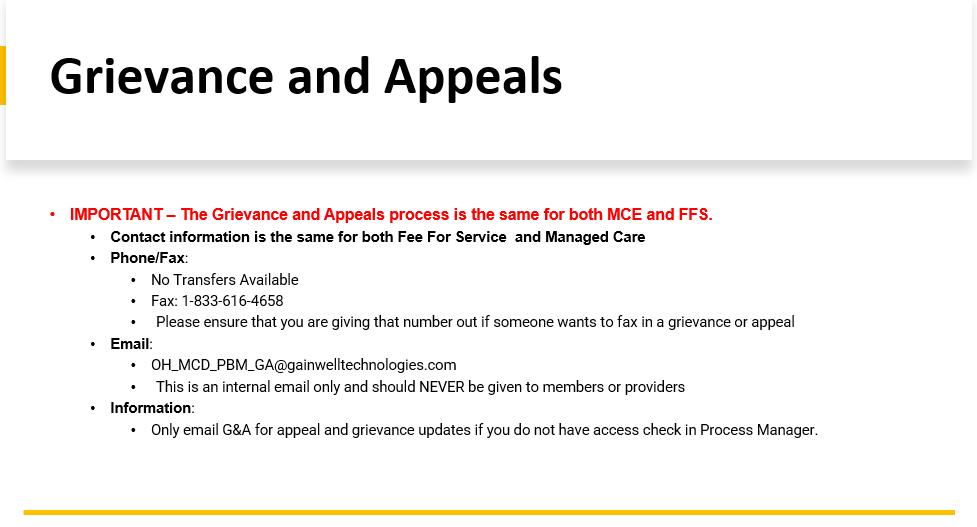 Grievance and Appeals
• IMPORTANT – The Grievance and Appeals process is the same for both MCE and FFS.
• Contact information is the same for both Fee For Service  and Managed Care
• Phone/Fax:
• No Transfers Available
• Fax: 1-833-616-4658
• Please ensure that you are giving that number out if someone wants to fax in a grievance or appeal
• Email:
• OH_MCD_PBM_GA@gainwelltechnologies.com
• This is an internal email only and should NEVER be given to members or providers
• Information:
• Only email G&A for appeal and grievance updates if you do not have access check in Process Manager.